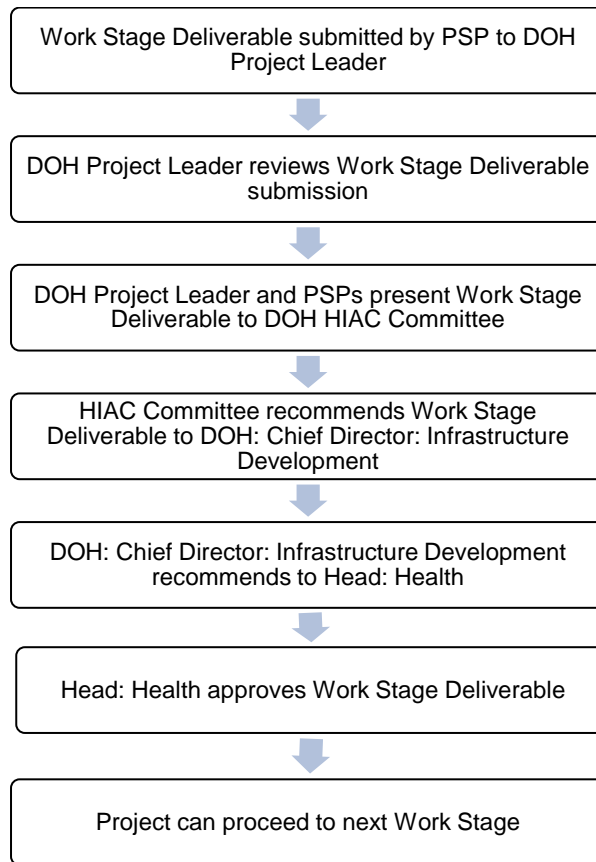 Work Stage Deliverable submitted by PSP to DOH
Project Leader
DOH Project Leader reviews Work Stage Deliverable
submission
DOH Project Leader and PSPs present Work Stage
Deliverable to DOH HIAC Committee
HIAC Committee recommends Work Stage
Deliverable to DOH: Chief Director: Infrastructure
Development
DOH: Chief Director: Infrastructure Development
recommends to Head: Health
Head: Health approves Work Stage Deliverable
Project can proceed to next Work Stage